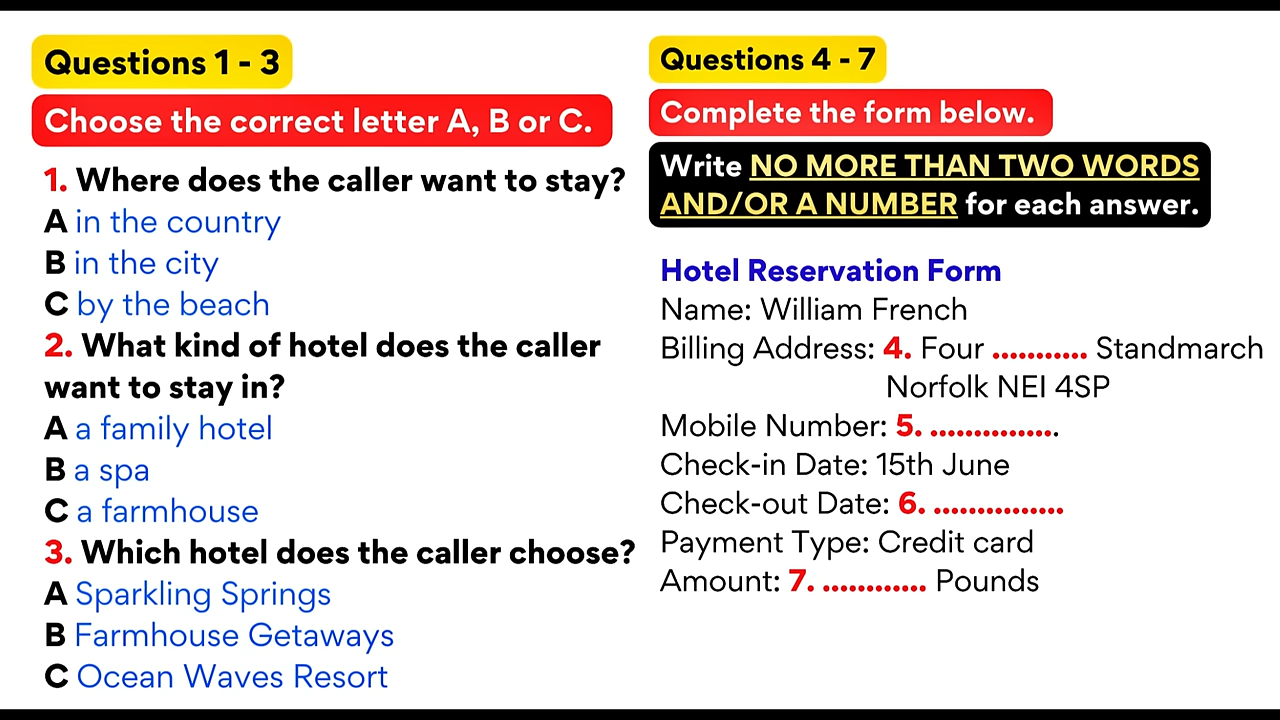 Questions 1 - 3
Choose the correct letter A, B or C.
1. Where does the caller want to stay?
A in the country
B in the city
C by the beach
2. What kind of hotel does the caller
want to stay in?
A a family hotel
B a spa
C a farmhouse
3. Which hotel does the caller choose?
A Sparkling Springs
B Farmhouse Getaways
C Ocean Waves Resort
Questions 4 - 7
Complete the form below.
Write NO MORE THAN TWO WORDS
AND/OR A NUMBER for each answer.
Hotel Reservation Form
Name: William French
Billing Address: 4. Four ........... Standmarch
Norfolk NEI 4SP
Mobile Number: 5. ...............
Check-in Date: 15th June
Check-out Date: 6. ...............
Payment Type: Credit card
Amount: 7. ............ Pounds